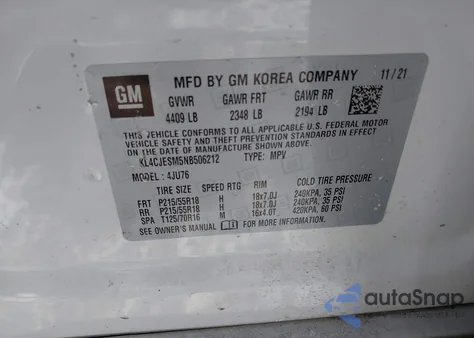 GM
MFD BY GM KOREA COMPANY 11/21
GVWR GAWR FRT GAWR RR
4409 LB 2348 LB 2194 LB
THIS VEHICLE CONFORMS TO ALL APPLICABLE U.S. FEDERAL MOTOR
VEHICLE SAFETY, BUMPER, AND THEFT PREVENTION STANDARDS IN
EFFECT ON THE DATE OF MANUFACTURE SHOWN ABOVE.
KL4CJESM5NB506212 TYPE: MPV
MODEL: 4JU76
TIRE SIZE SPEED RTG RIM COLD TIRE PRESSURE
FRT P215/55R18 H 18x7.0J 240KPA, 35 PSI
RR P215/55R18 H 18x7.0J 240KPA, 35 PSI
SPA T125/70R16 M 16x4.0T 420KPA, 60 PSI
SEE OWNER'S MANUAL FOR MORE INFORMATION.
autoSnap